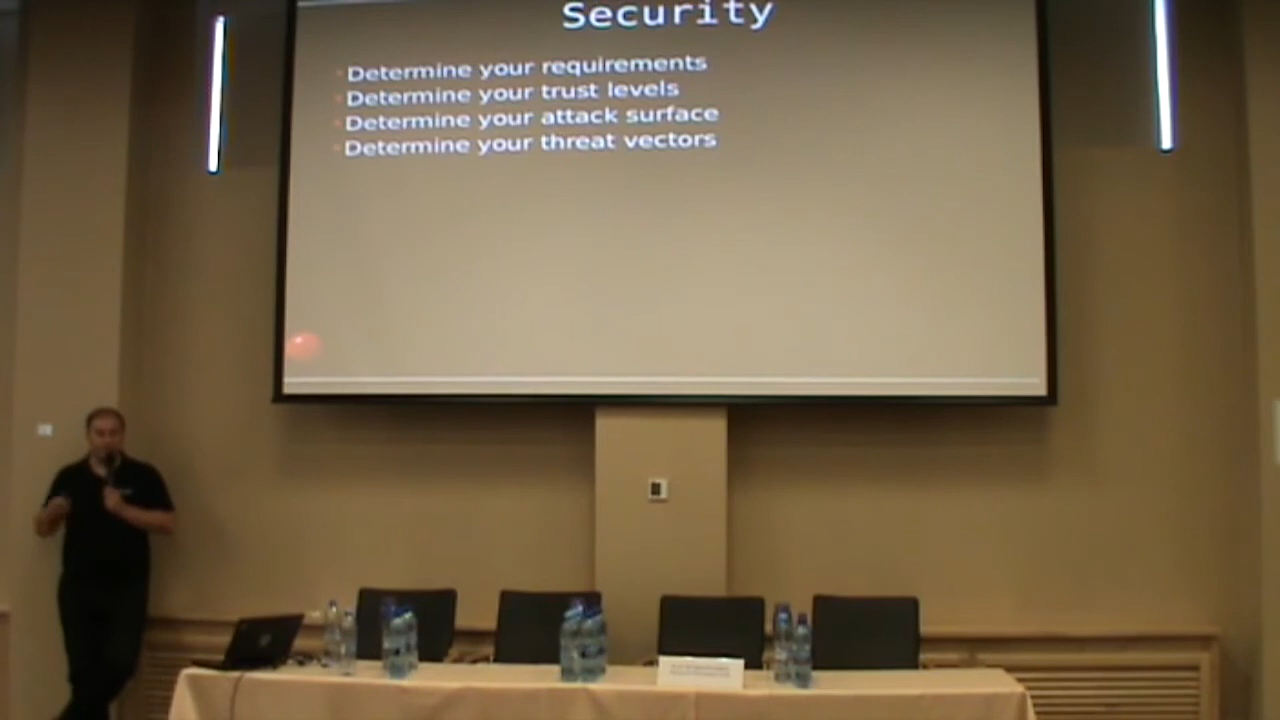 Security
Determine your requirements
Determine your trust levels
Determine your attack surface
Determine your threat vectors